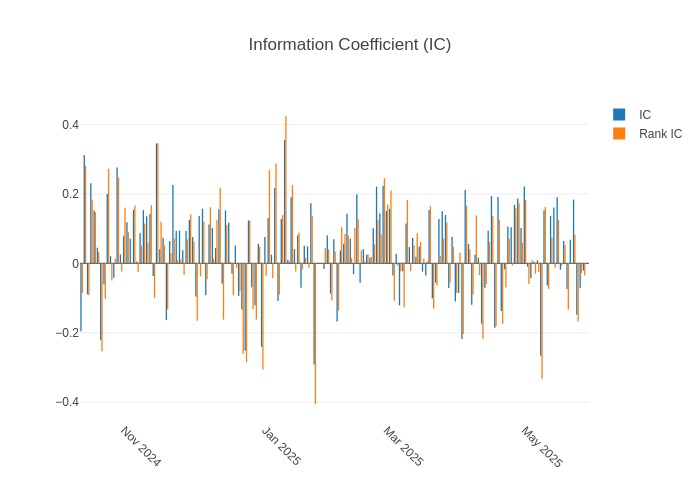 Information Coefficient (IC)
IC
Rank IC
0.4
0.2
0
−0.2
−0.4
Nov 2024
Jan 2025
Mar 2025
May 2025